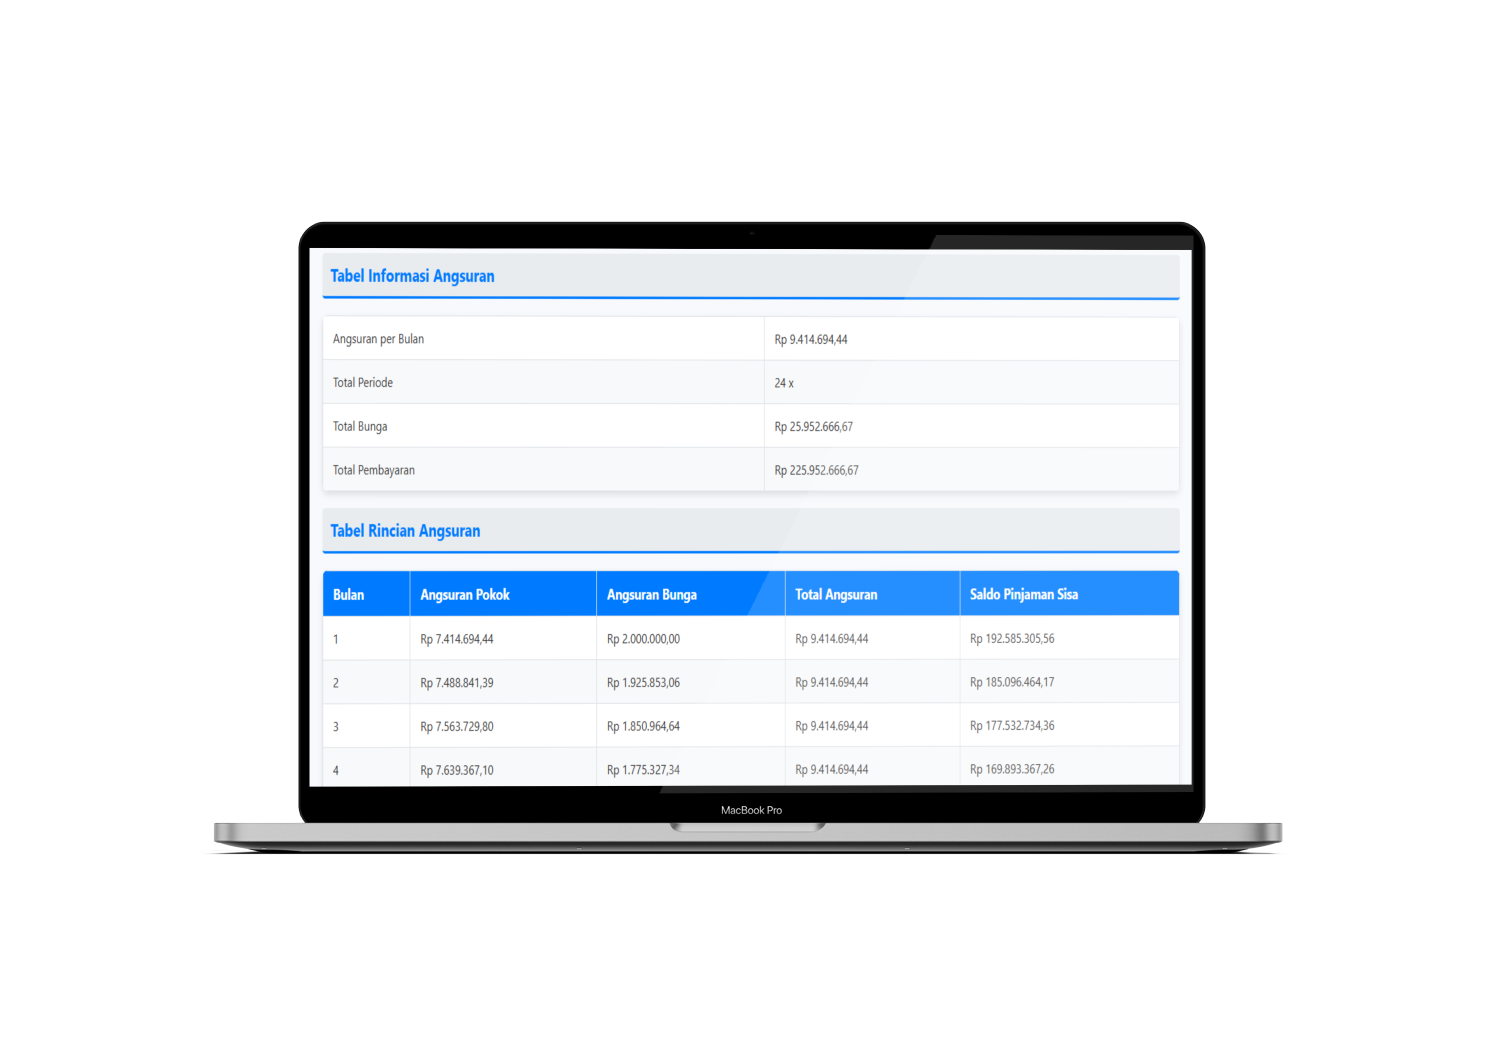 Tabel Informasi Angsuran
Angsuran per Bulan Rp 9.414.694,44
Total Periode 24 x
Total Bunga Rp 25.952.666,67
Total Pembayaran Rp 225.952.666,67
Tabel Rincian Angsuran
Bulan Angsuran Pokok Angsuran Bunga Total Angsuran Saldo Pinjaman Sisa
1 Rp 7.414.694,44 Rp 2.000.000,00 Rp 9.414.694,44 Rp 192.585.305,56
2 Rp 7.488.841,39 Rp 1.925.853,06 Rp 9.414.694,44 Rp 185.096.464,17
3 Rp 7.563.729,80 Rp 1.850.964,64 Rp 9.414.694,44 Rp 177.532.734,36
4 Rp 7.639.367,10 Rp 1.775.327,34 Rp 9.414.694,44 Rp 169.893.367,26
MacBook Pro